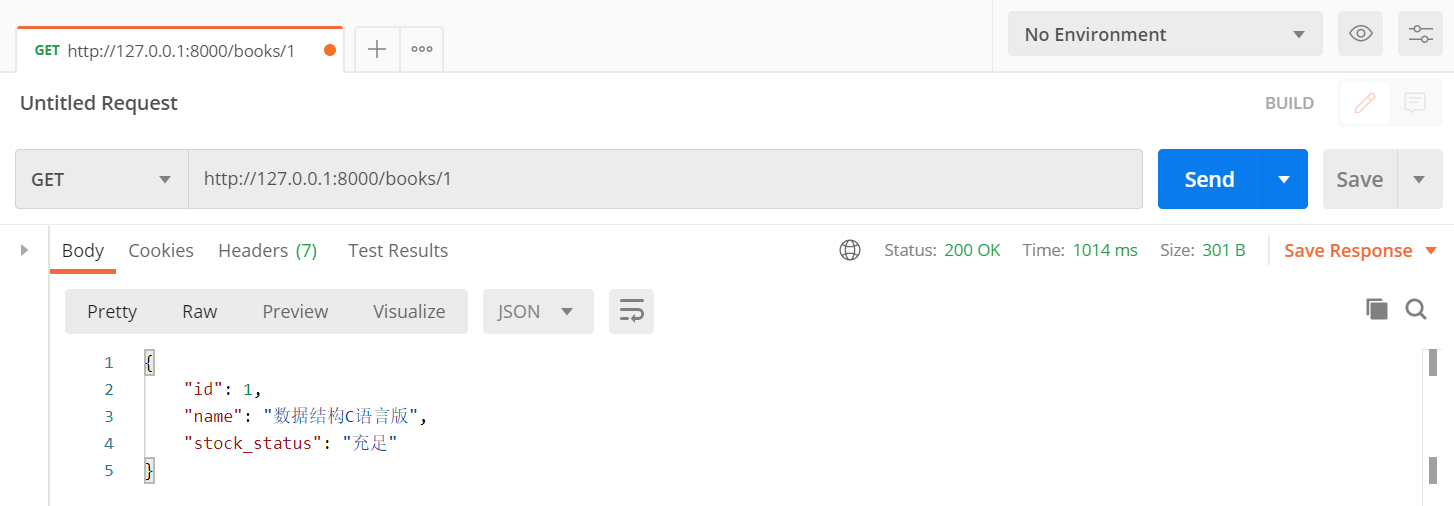 GET http://127.0.0.1:8000/books/1
No Environment
Untitled Request
BUILD
GET
http://127.0.0.1:8000/books/1
Send
Save
Body Cookies Headers (7) Test Results
Status: 200 OK Time: 1014 ms Size: 301 B
Save Response
Pretty Raw Preview Visualize JSON
1 {
2 "id": 1,
3 "name": "数据结构C语言版",
4 "stock_status": "充足"
5 }